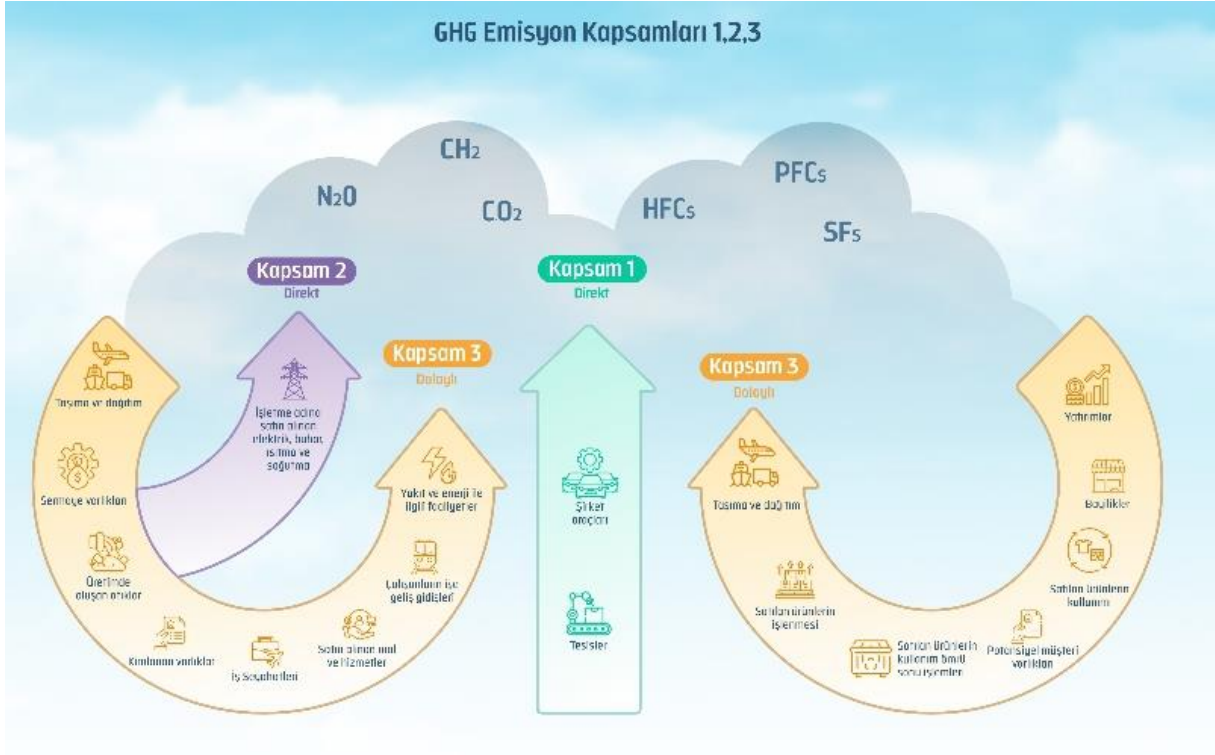 GHG Emisyon Kapsamları 1,2,3
CH2
N2O
CO2
HFCs
PFCs
SF5
Kapsam 2
Direkt
Kapsam 1
Direkt
Kapsam 3
Dolaylı
Kapsam 3
Dolaylı
Taşıma ve dağıtım
Sermaye varlıkları
Üretimde
oluşan atıklar
Kiralanan varlıklar
İş Seyahatleri
Satın alınan mal
ve hizmetler
Çalışanların işe
geliş gidişleri
Yakıt ve enerji ile
ilgili faaliyetler
İşletme adına
satın alınan
elektrik, buhar,
ısıtma ve
soğutma
Şirket
araçları
Tesisler
Taşıma ve dağıtım
Satılan ürünlerin
işlenmesi
Satılan Ürünlerin
kullanım ömrü
sonu işlemler
Potansiyel müşteri
varlıkları
Satılan ürünlerin
kullanımı
Bayilikler
Yatırımlar